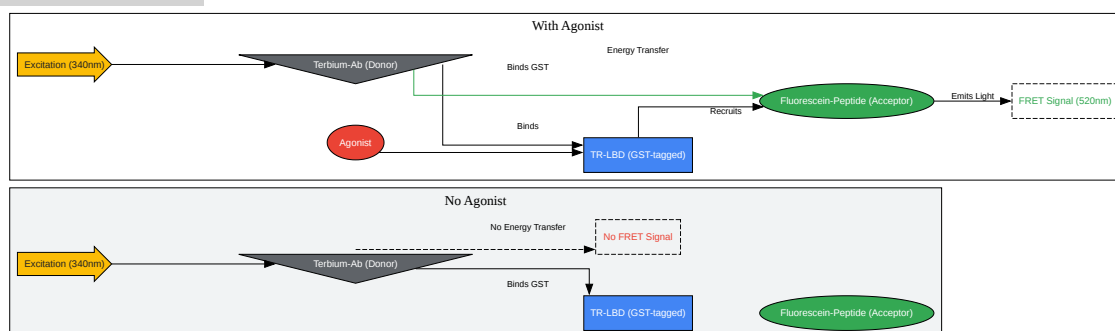 With Agonist
Energy Transfer
Excitation (340nm)
Terbium-Ab (Donor)
Binds GST
Fluorescein-Peptide (Acceptor)
Emits Light
FRET Signal (520nm)
Recruits
Binds
Agonist
TR-LBD (GST-tagged)
No Agonist
No Energy Transfer
No FRET Signal
Excitation (340nm)
Terbium-Ab (Donor)
Binds GST
TR-LBD (GST-tagged)
Fluorescein-Peptide (Acceptor)